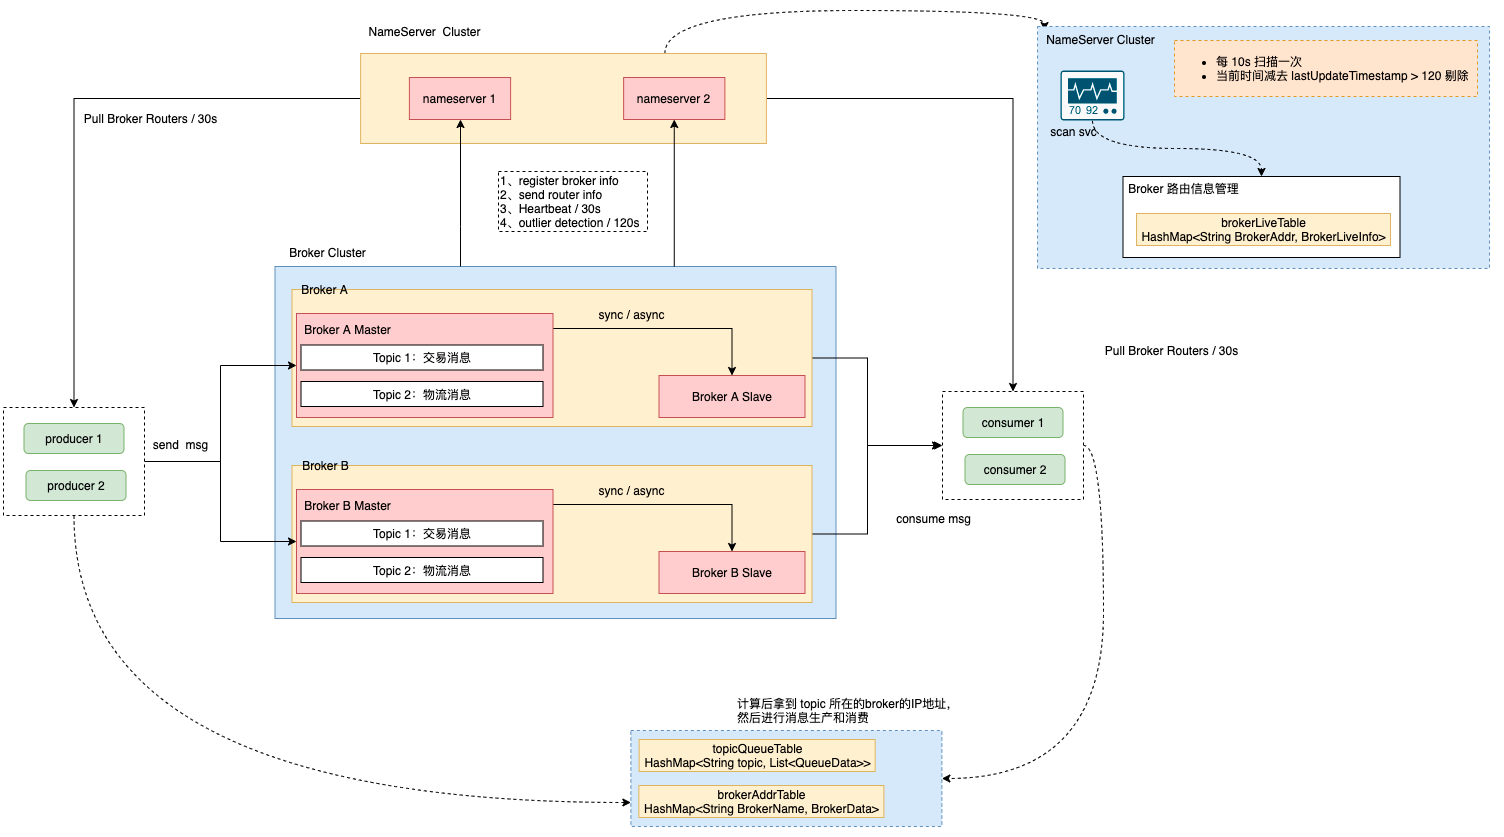 NameServer  Cluster
nameserver 1
nameserver 2
Pull Broker Routers / 30s
NameServer Cluster
每 10s 扫描一次
当前时间减去 lastUpdateTimestamp > 120 剔除
70 92
scan svc
Broker 路由信息管理
brokerLiveTable
HashMap<String BrokerAddr, BrokerLiveInfo>
1、register broker info
2、send router info
3、Heartbeat / 30s
4、outlier detection / 120s
Broker Cluster
Broker A
Broker A Master
Topic 1：交易消息
Topic 2：物流消息
sync / async
Broker A Slave
Pull Broker Routers / 30s
producer 1
producer 2
send  msg
consumer 1
consumer 2
consume msg
Broker B
Broker B Master
Topic 1：交易消息
Topic 2：物流消息
sync / async
Broker B Slave
计算后拿到 topic 所在的broker的IP地址，
然后进行消息生产和消费
topicQueueTable
HashMap<String topic, List<QueueData>>
brokerAddrTable
HashMap<String BrokerName, BrokerData>